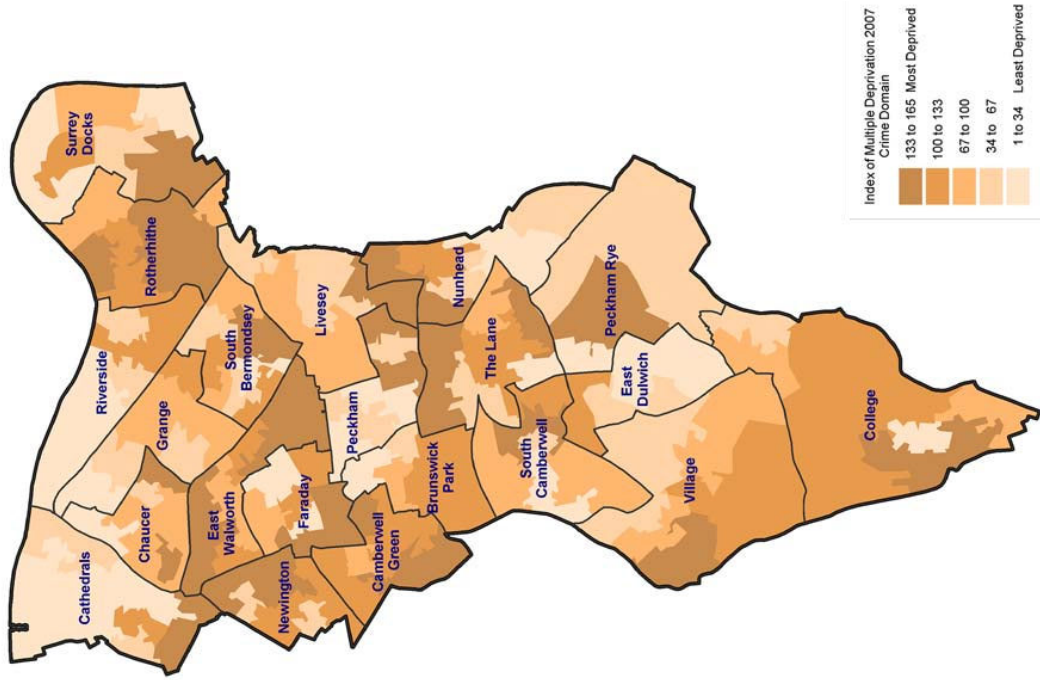 Surrey
Docks
Rotherhithe
Riverside
South
Bermondsey
Livesey
Grange
Nunhead
Chaucer
Peckham
The Lane
Peckham Rye
Cathedrals
East
Walworth
Faraday
East
Dulwich
South
Camberwell
Brunswick
Park
Newington
Camberwell
Green
Village
College
Index of Multiple Deprivation 2007
Crime Domain
133 to 165 Most Deprived
100 to 133
67 to 100
34 to 67
1 to 34 Least Deprived